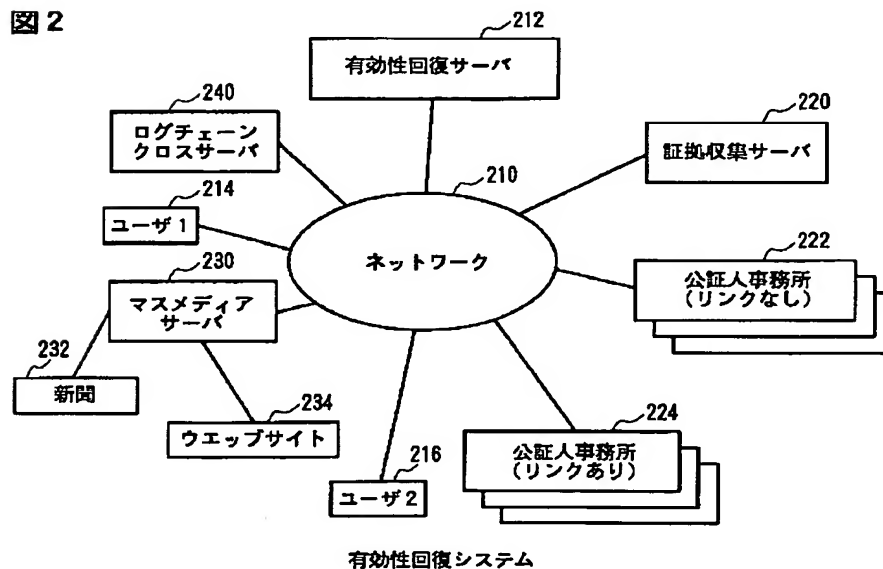 図2
212
有効性回復サーバ
240
ログチェーン
クロスサーバ
220
証拠収集サーバ
214
ユーザ1
210
ネットワーク
230
マスメディア
サーバ
222
公証人事務所
(リンクなし)
232
新聞
234
ウエッブサイト
216
ユーザ2
224
公証人事務所
(リンクあり)
有効性回復システム